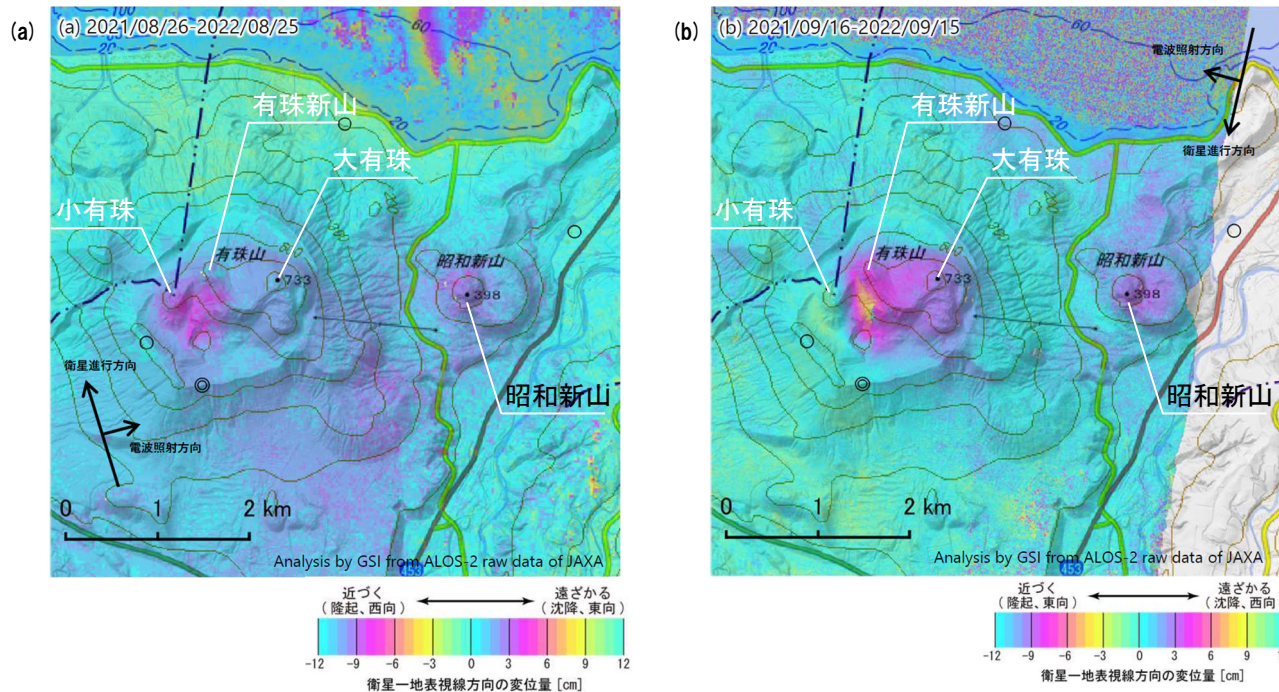 (a)
(a) 2021/08/26-2022/08/25
60
20
20
有珠新山
大有珠
小有珠
有珠山
733
昭和新山
398
昭和新山
衛星進行方向
電波照射方向
0 1 2 km
Analysis by GSI from ALOS-2 raw data of JAXA
453
近づく
(隆起、西向)
遠ざかる
(沈降、東向)
-12 -9 -6 -3 0 3 6 9 12
衛星―地表視線方向の変位量 [cm]
(b)
(b) 2021/09/16-2022/09/15
60
20
20
電波照射方向
衛星進行方向
有珠新山
大有珠
小有珠
有珠山
733
昭和新山
398
昭和新山
0 1 2 km
Analysis by GSI from ALOS-2 raw data of JAXA
453
近づく
(隆起、東向)
遠ざかる
(沈降、西向
-12 -9 -6 -3 0 3 6 9 1
衛星―地表視線方向の変位量 [cm]